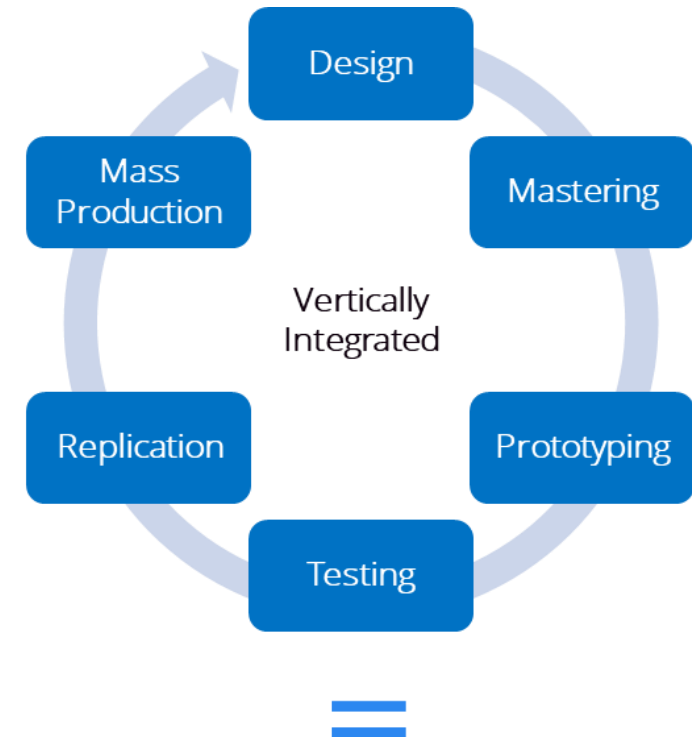 Design
Mastering
Prototyping
Testing
Replication
Mass
Production
Vertically
Integrated
=